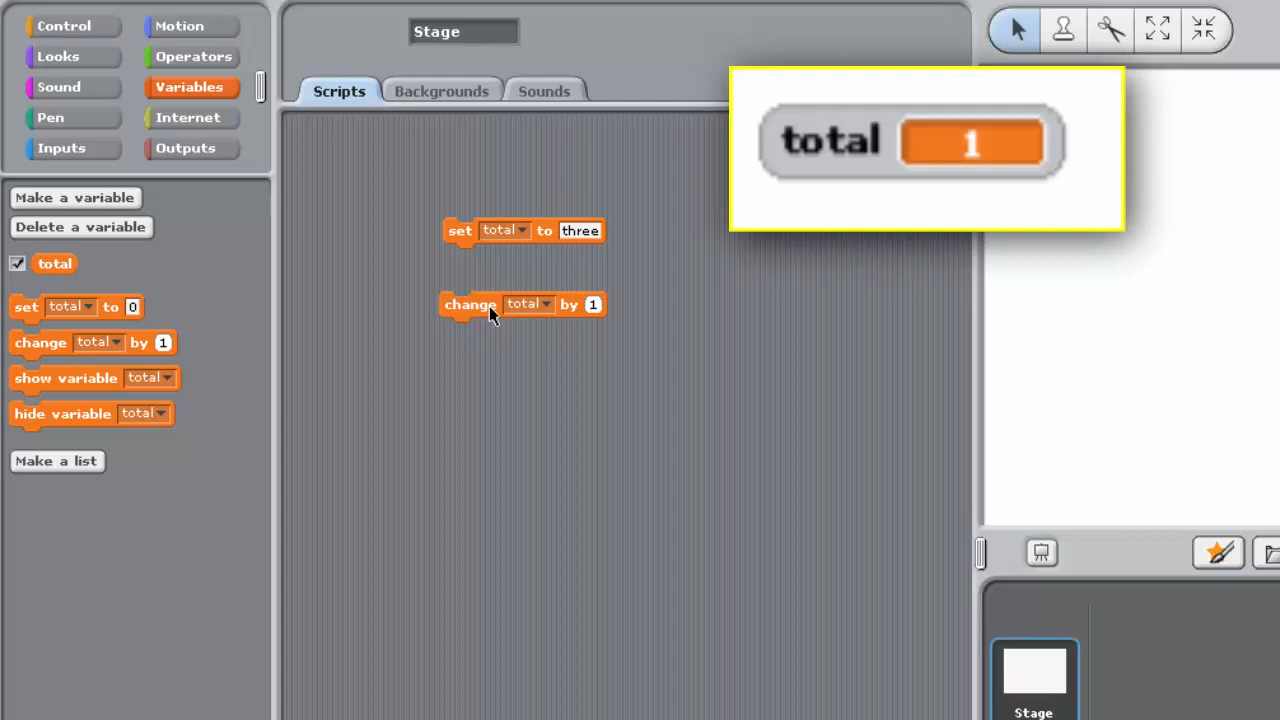 Control Motion
Looks Operators
Sound Variables
Pen Internet
Inputs Outputs
Make a variable
Delete a variable
total
set total to 0
change total by 1
show variable total
hide variable total
Make a list
Stage
Scripts Backgrounds Sounds
set total to three
change total by 1
total 1
Stage